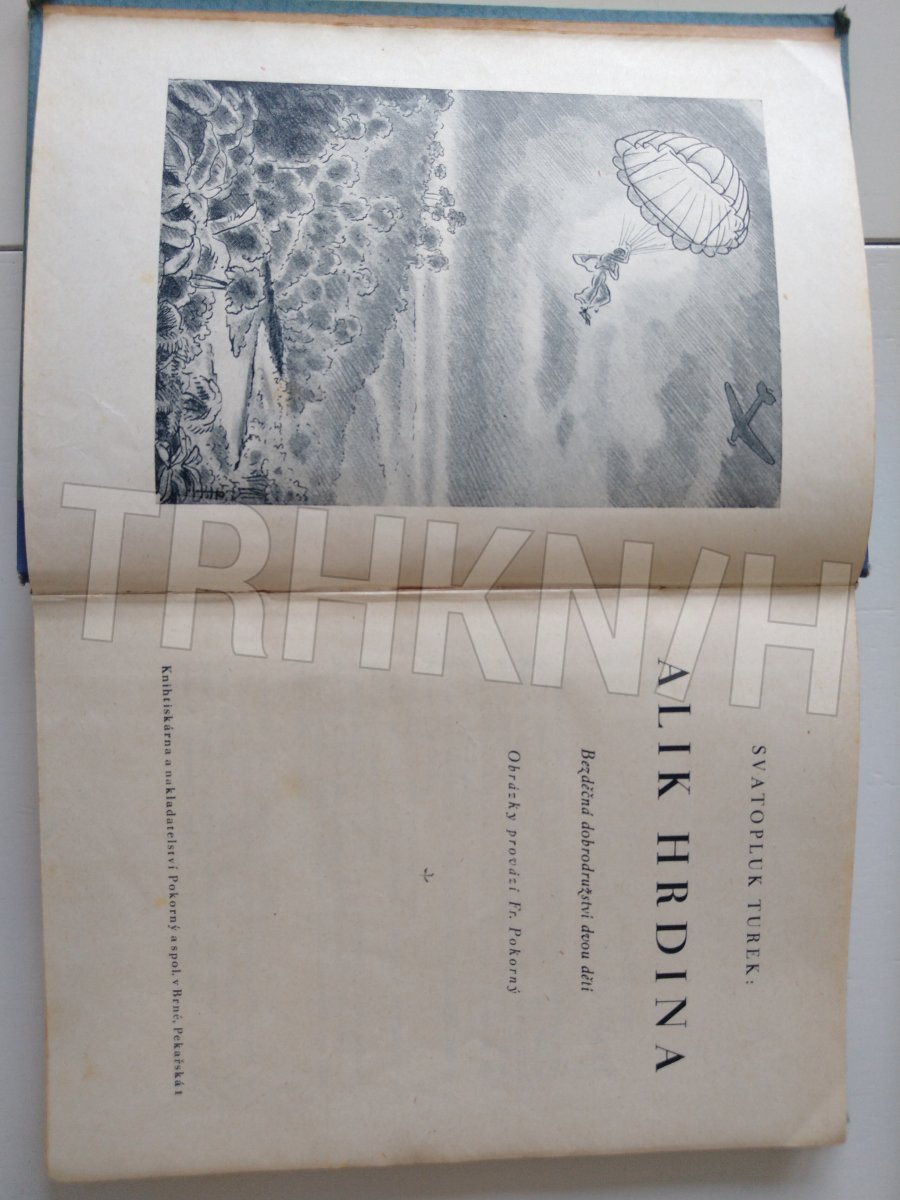 SVATOPLUK TUREK:
ALIK HRDINA
Bezděčná dobrodružství dvou dětí
Obrázky provází Fr. Pokorný
Knihtiskárna a nakladatelství Pokorný a spol. v Brně, Pekařská 1
TRHKNIH